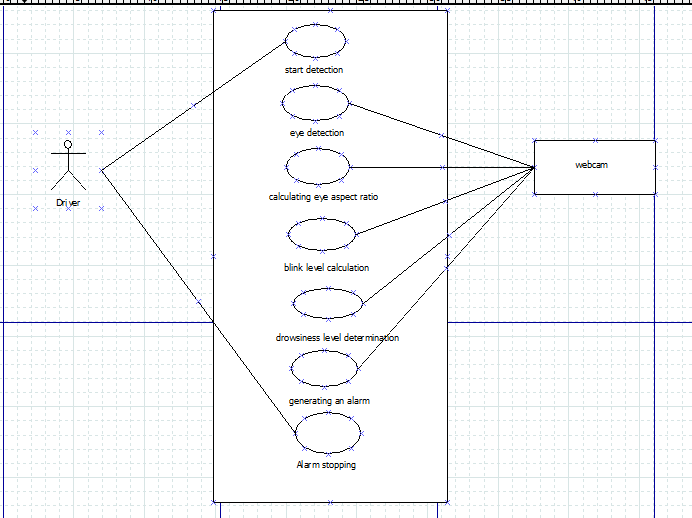 start detection
eye detection
webcam
calculating eye aspect ratio
Driver
blink level calculation
drowsiness level determination
generating an alarm
Alarm stopping